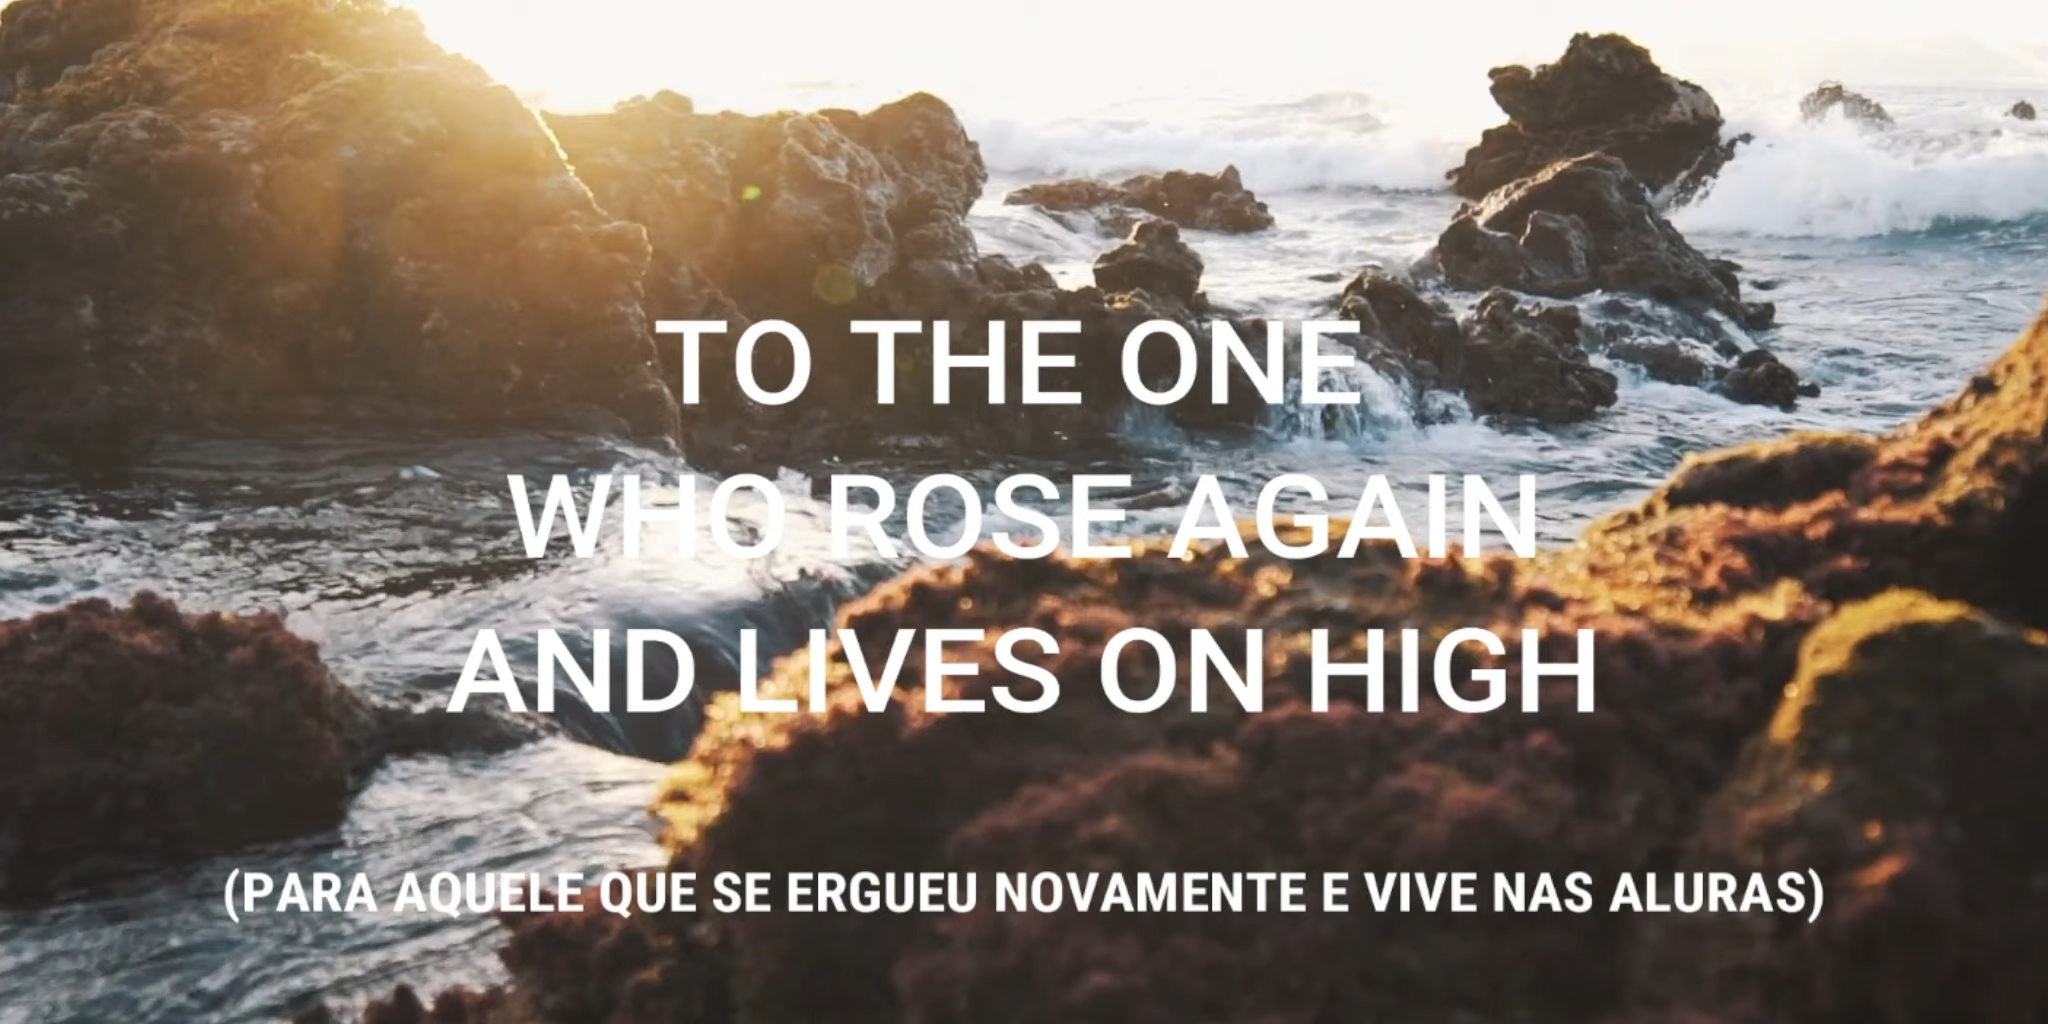 TO THE ONE
WHO ROSE AGAIN
AND LIVES ON HIGH
(PARA AQUELE QUE SE ERGUEU NOVAMENTE E VIVE NAS ALURAS)